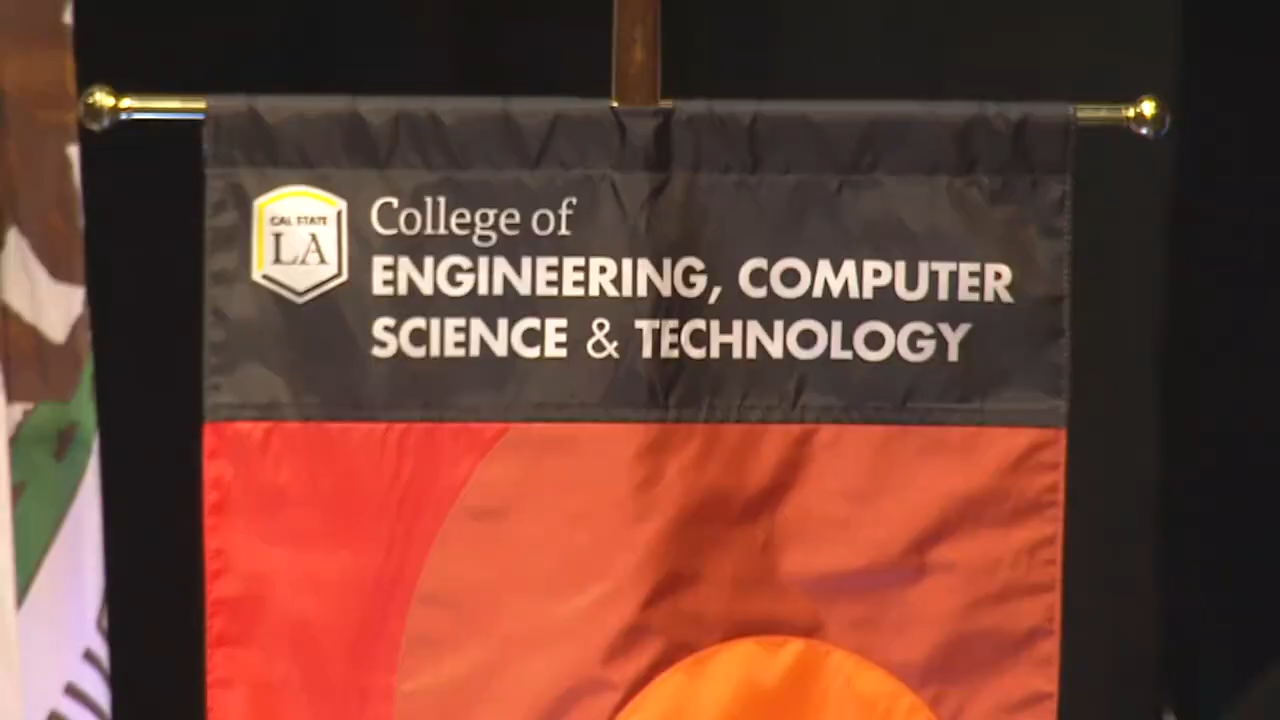 CAL STATE
LA
College of
ENGINEERING, COMPUTER
SCIENCE & TECHNOLOGY